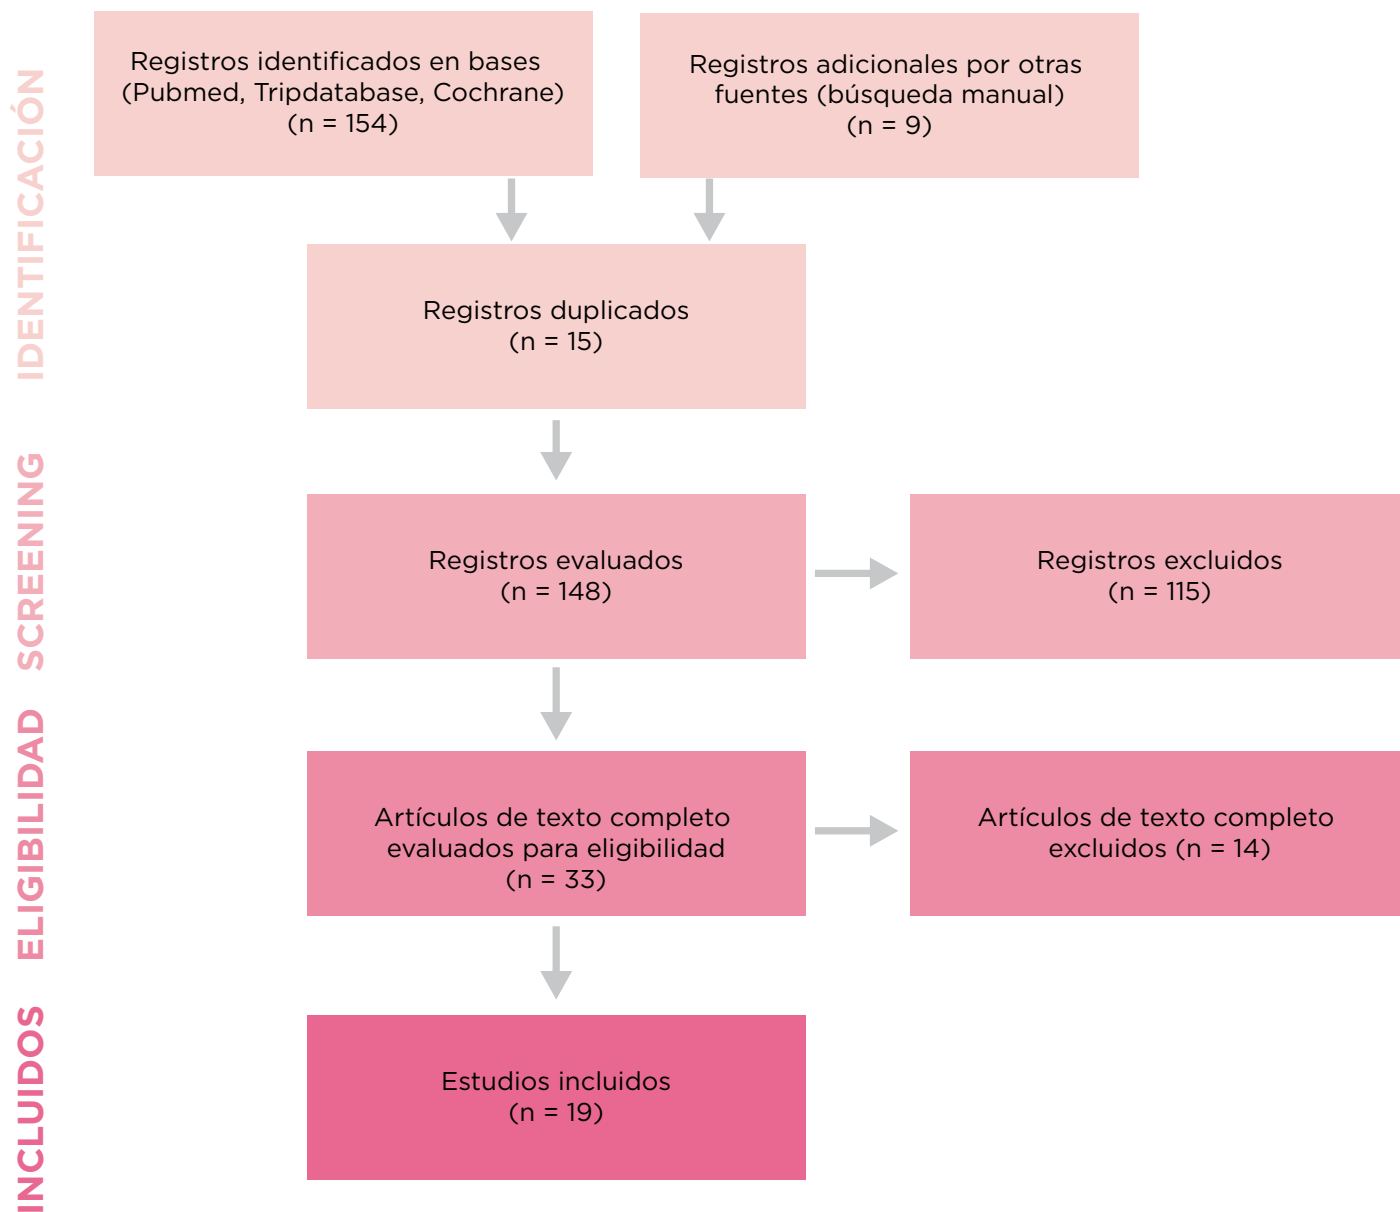 IDENTIFICACIÓN
Registros identificados en bases
(Pubmed, Tripdatabase, Cochrane)
(n = 154)
Registros adicionales por otras
fuentes (búsqueda manual)
(n = 9)
Registros duplicados
(n = 15)
SCREENING
Registros evaluados
(n = 148)
Registros excluidos
(n = 115)
ELIGIBILIDAD
Artículos de texto completo
evaluados para eligibilidad
(n = 33)
Artículos de texto completo
excluidos (n = 14)
INCLUIDOS
Estudios incluidos
(n = 19)